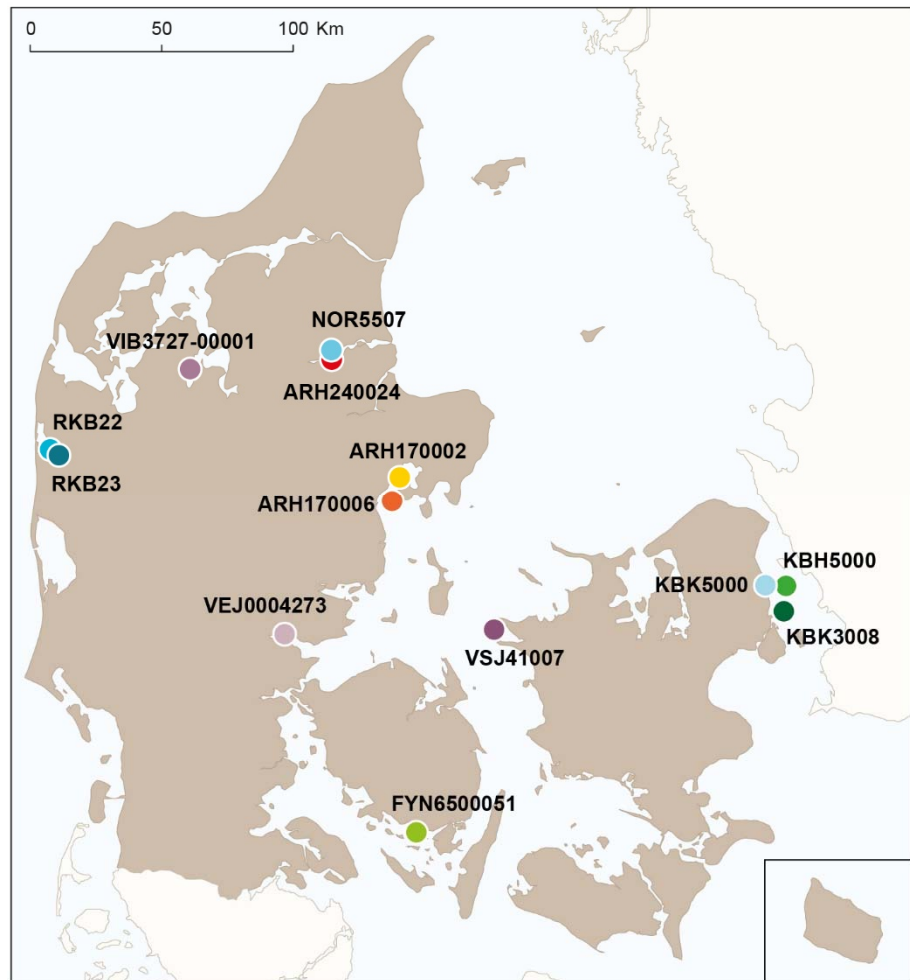 0 50 100 Km
NOR5507
VIB3727-00001
ARH240024
RKB22
ARH170002
RKB23
ARH170006
KBH5000
KBK5000
VEJ0004273
KBK3008
VSJ41007
FYN6500051